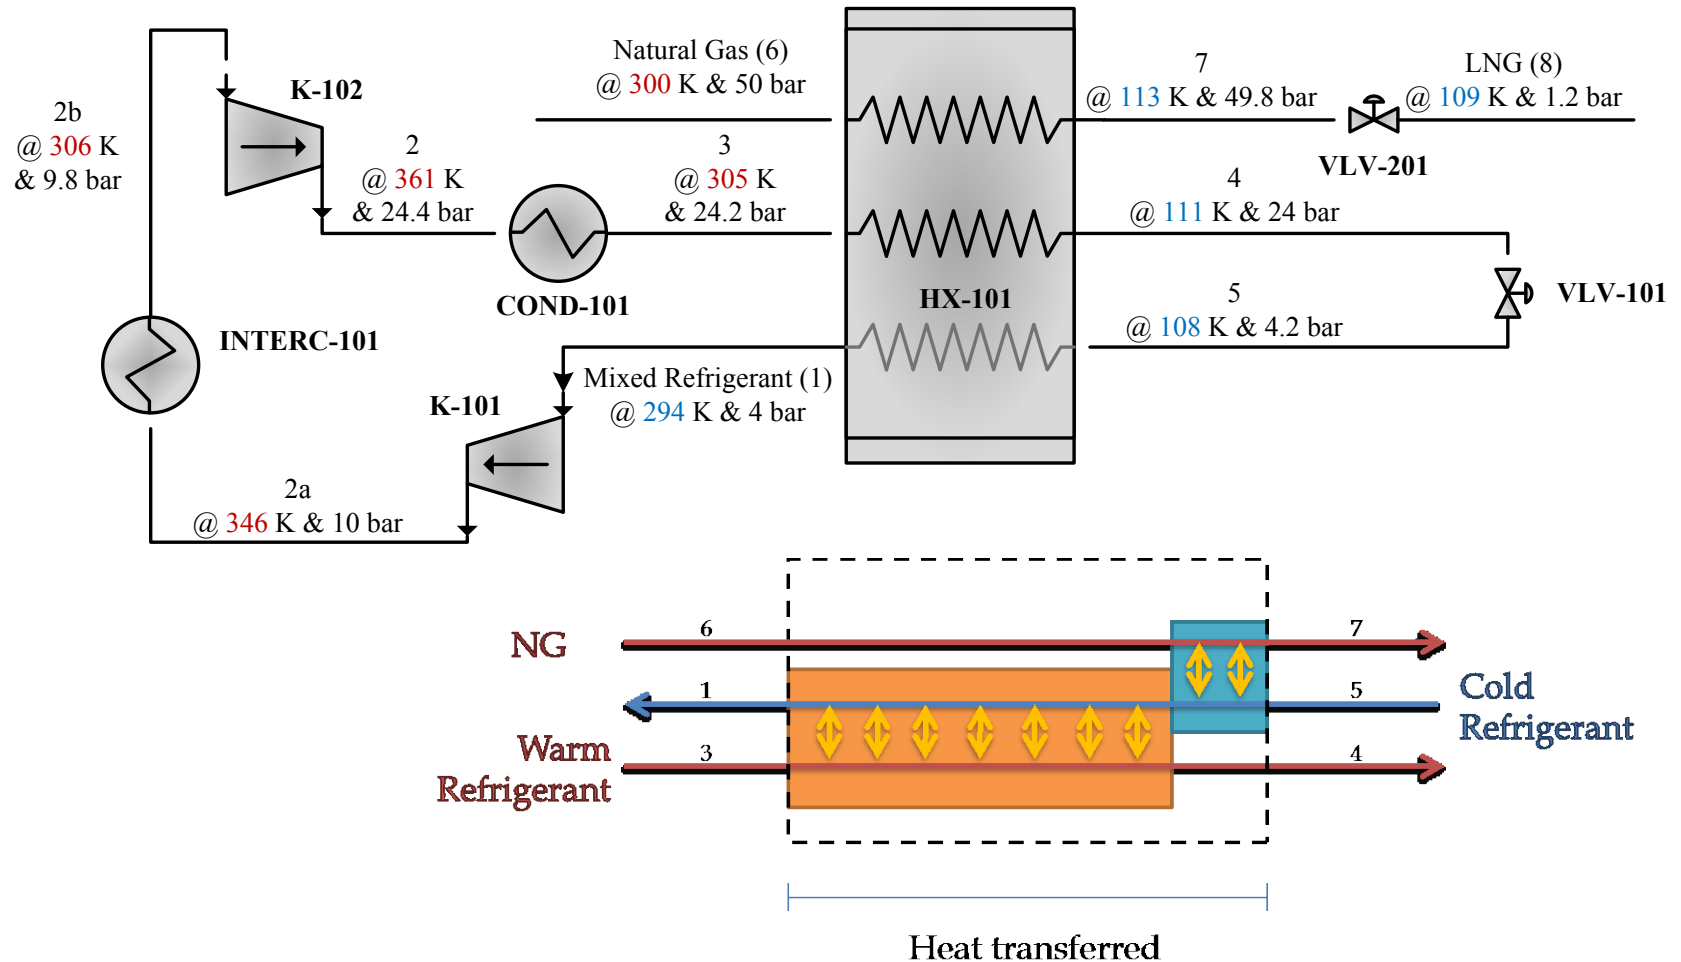 Natural Gas (6)
@ 300 K & 50 bar
7
@ 113 K & 49.8 bar
LNG (8)
@ 109 K & 1.2 bar
K-102
2b
@ 306 K
& 9.8 bar
2
@ 361 K
& 24.4 bar
3
@ 305 K
& 24.2 bar
VLV-201
4
@ 111 K & 24 bar
COND-101
HX-101
5
@ 108 K & 4.2 bar
VLV-101
INTERC-101
Mixed Refrigerant (1)
@ 294 K & 4 bar
K-101
2a
@ 346 K & 10 bar
NG
6
7
1
5
Cold
Refrigerant
Warm
Refrigerant
3
4
Heat transferred